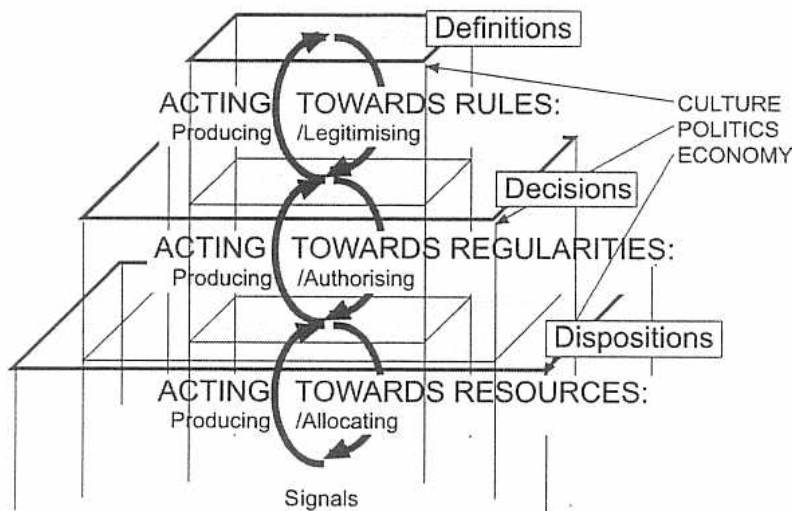 Definitions
ACTING TOWARDS RULES:
Producing /Legitimising
CULTURE
POLITICS
ECONOMY
Decisions
ACTING TOWARDS REGULARITIES:
Producing /Authorising
Dispositions
ACTING TOWARDS RESOURCES:
Producing /Allocating
Signals